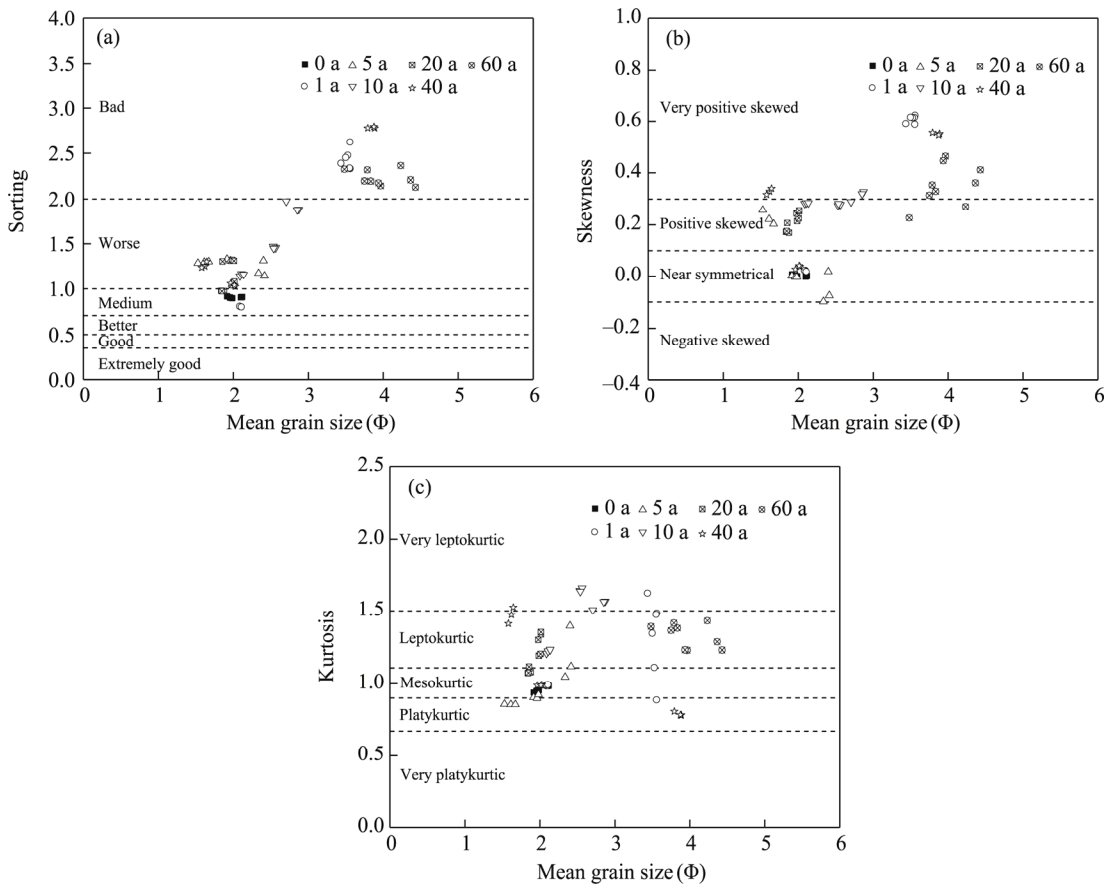 (a)
0 a 5 a 20 a 60 a
1 a 10 a 40 a
4.0
3.5
3.0
2.5
2.0
1.5
1.0
0.5
0.0
Sorting
Bad
Worse
Medium
Better
Good
Extremely good
0 1 2 3 4 5 6
Mean grain size (Φ)
(b)
0 a 5 a 20 a 60 a
1 a 10 a 40 a
1.0
0.8
0.6
0.4
0.2
0.0
−0.2
−0.4
Skewness
Very positive skewed
Positive skewed
Near symmetrical
Negative skewed
0 1 2 3 4 5 6
Mean grain size (Φ)
(c)
0 a 5 a 20 a 60 a
1 a 10 a 40 a
2.5
2.0
1.5
1.0
0.5
0.0
Kurtosis
Very leptokurtic
Leptokurtic
Mesokurtic
Platykurtic
Very platykurtic
0 1 2 3 4 5 6
Mean grain size (Φ)